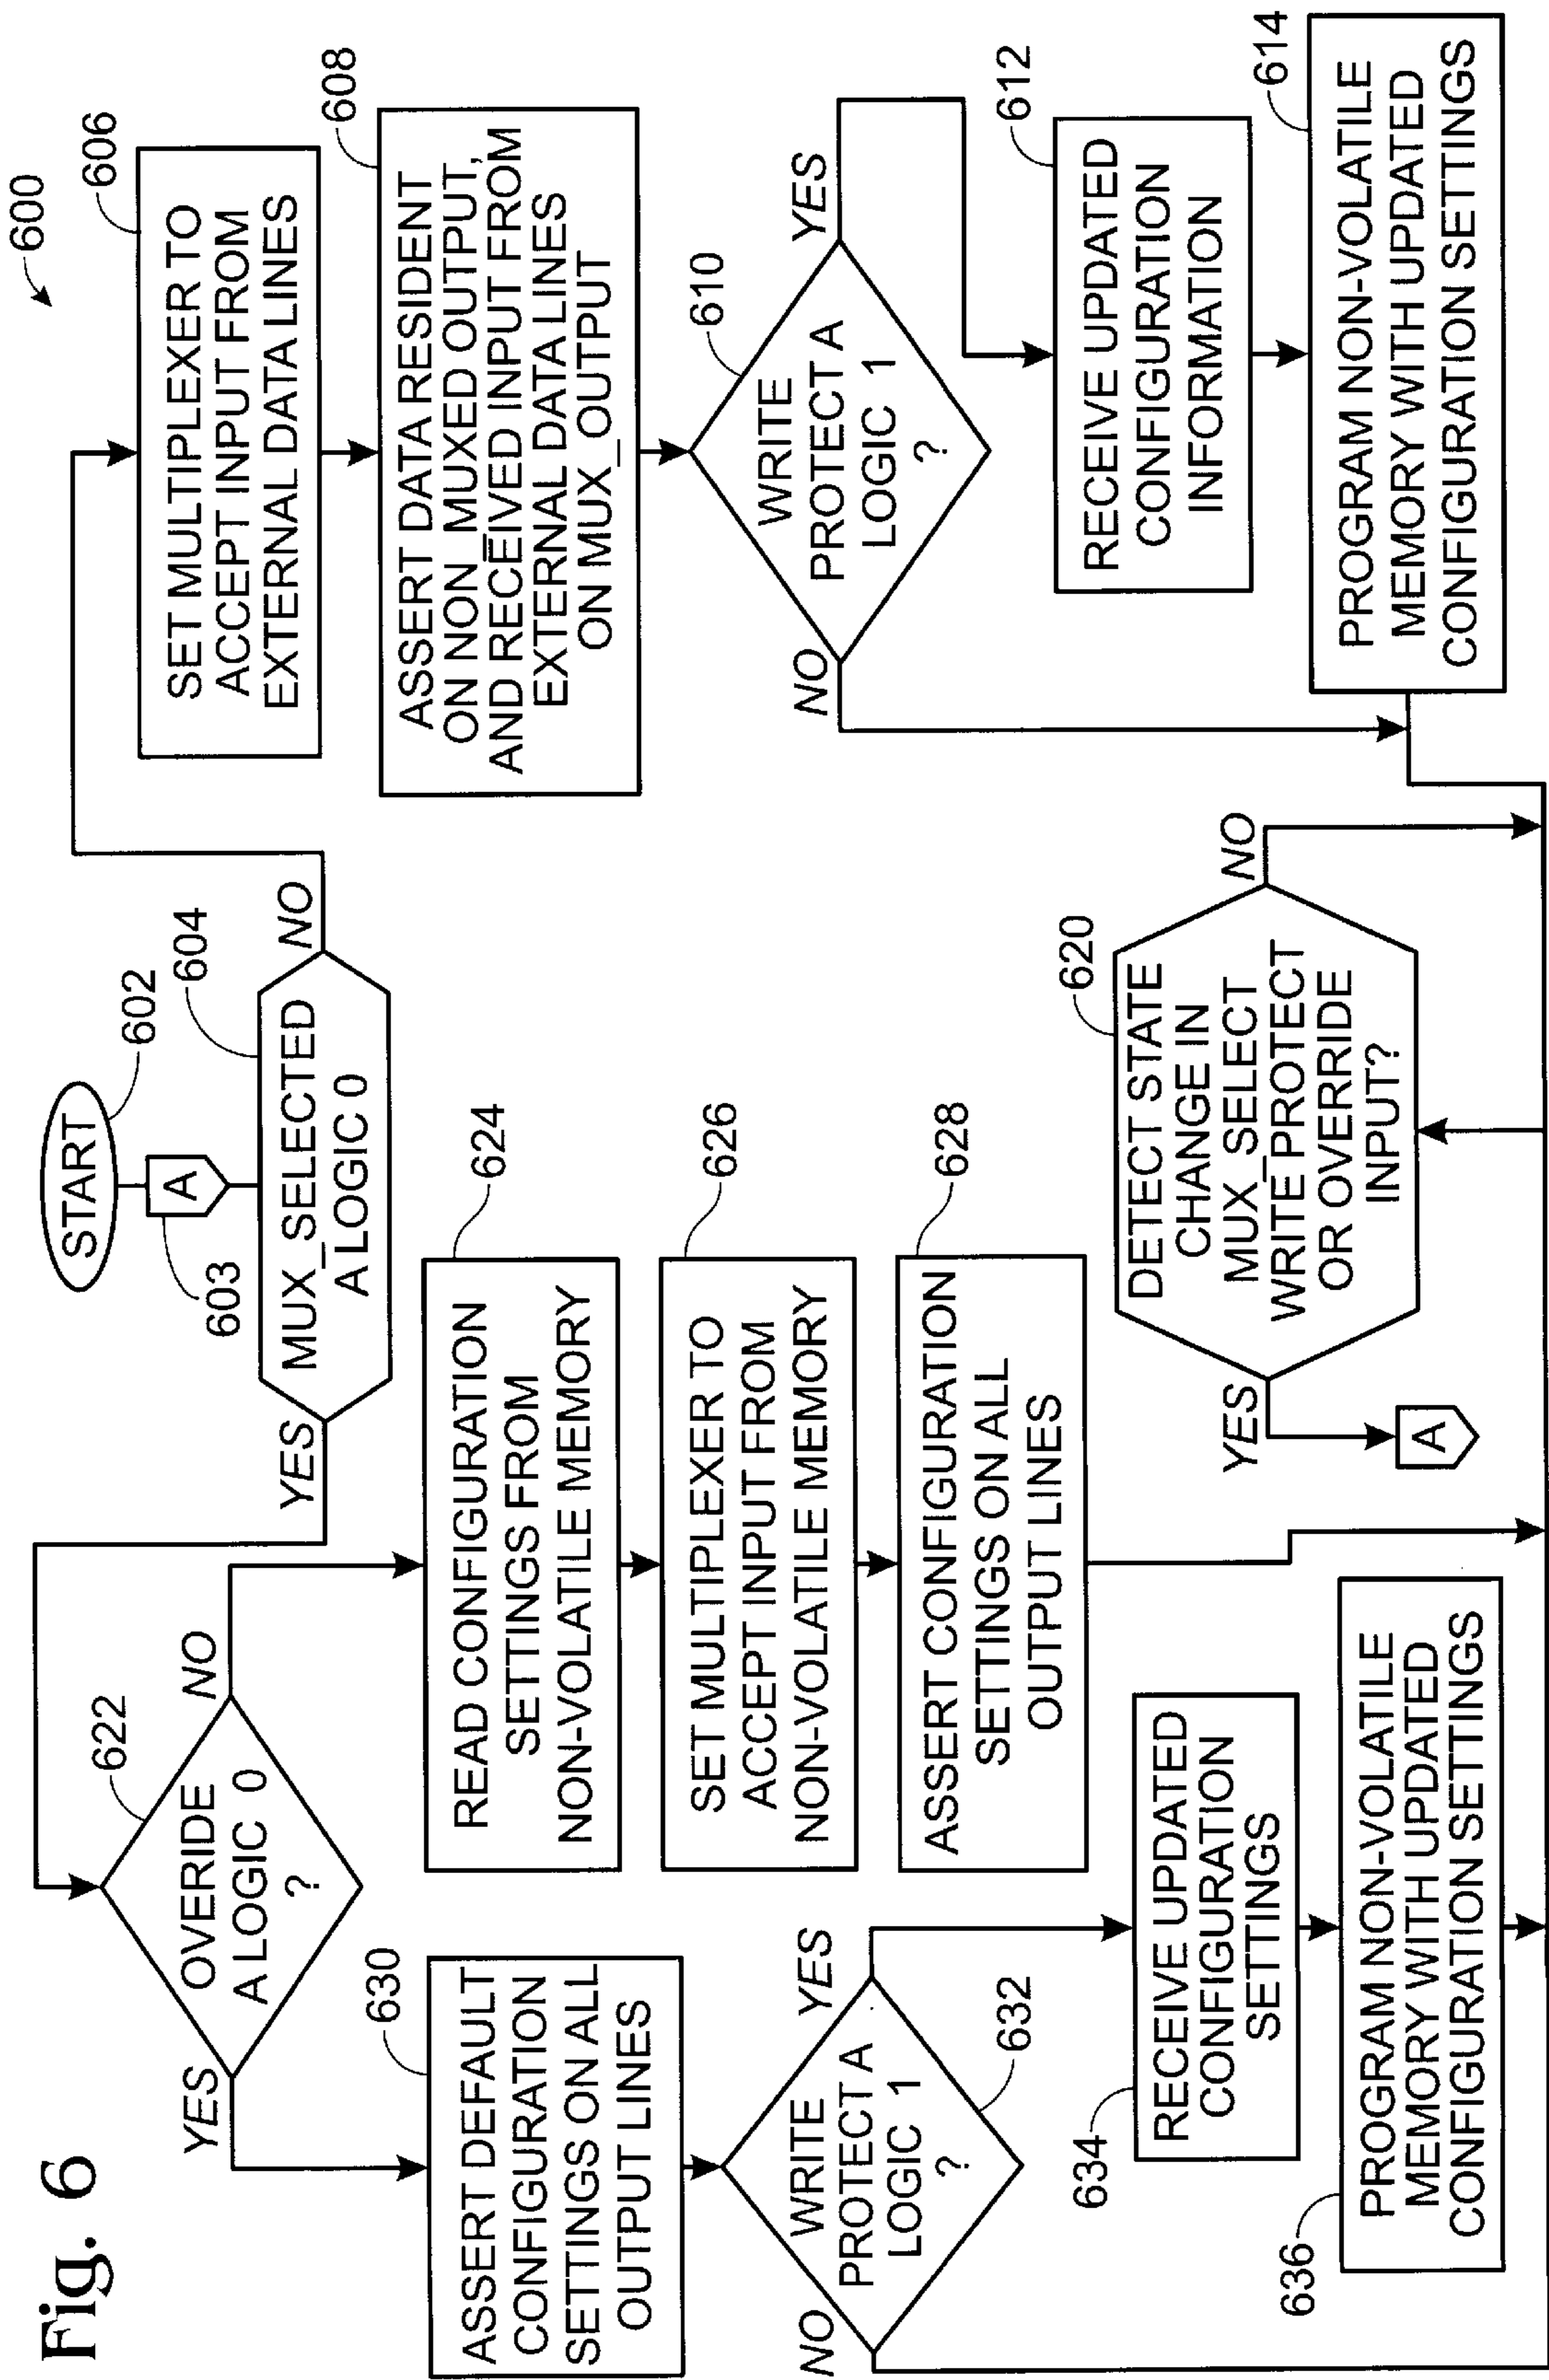 Fig. 6
600
START
602
A
603
MUX_SELECTED
A LOGIC 0
604
YES
NO
SET MULTIPLEXER TO
ACCEPT INPUT FROM
EXTERNAL DATA LINES
606
ASSERT DATA RESIDENT
ON NON_MUXED OUTPUT,
AND RECEIVED INPUT FROM
EXTERNAL DATA LINES
ON MUX_OUTPUT
608
WRITE
PROTECT A
LOGIC 1
?
610
YES
NO
RECEIVE UPDATED
CONFIGURATION
INFORMATION
612
PROGRAM NON-VOLATILE
MEMORY WITH UPDATED
CONFIGURATION SETTINGS
614
OVERRIDE
A LOGIC 0
?
622
YES
NO
READ CONFIGURATION
SETTINGS FROM
NON-VOLATILE MEMORY
624
SET MULTIPLEXER TO
ACCEPT INPUT FROM
NON-VOLATILE MEMORY
626
ASSERT CONFIGURATION
SETTINGS ON ALL
OUTPUT LINES
628
ASSERT DEFAULT
CONFIGURATION
SETTINGS ON ALL
OUTPUT LINES
630
WRITE
PROTECT A
LOGIC 1
?
632
YES
NO
RECEIVE UPDATED
CONFIGURATION
SETTINGS
634
PROGRAM NON-VOLATILE
MEMORY WITH UPDATED
CONFIGURATION SETTINGS
636
DETECT STATE
CHANGE IN
MUX_SELECT
WRITE_PROTECT
OR OVERRIDE
INPUT?
620
YES
NO
A